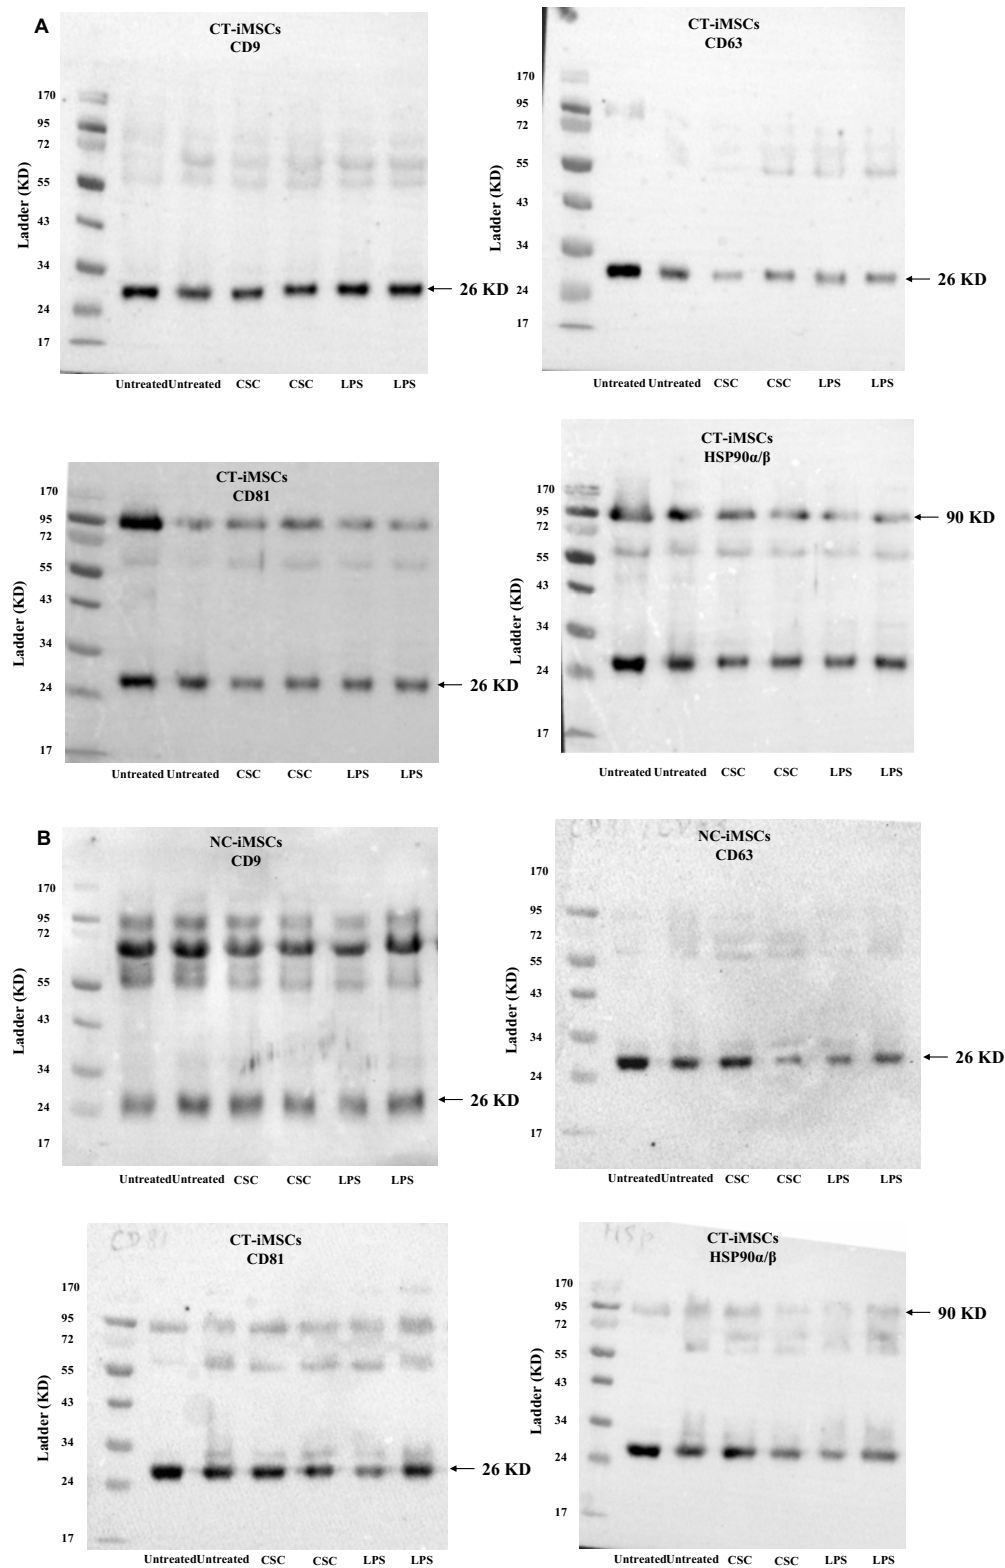 A
CT-iMSCs
CD9
Ladder (KD)
170
95
72
55
43
34
24
17
26 KD
Untreated Untreated CSC CSC LPS LPS
CT-iMSCs
CD63
Ladder (KD)
170
95
72
55
43
34
24
17
26 KD
Untreated Untreated CSC CSC LPS LPS
CT-iMSCs
CD81
Ladder (KD)
170
95
72
55
43
34
24
17
26 KD
Untreated Untreated CSC CSC LPS LPS
CT-iMSCs
HSP90α/β
Ladder (KD)
170
95
72
55
43
34
24
17
90 KD
Untreated Untreated CSC CSC LPS LPS
B
NC-iMSCs
CD9
Ladder (KD)
170
95
72
55
43
34
24
17
26 KD
Untreated Untreated CSC CSC LPS LPS
NC-iMSCs
CD63
Ladder (KD)
170
95
72
55
43
34
24
17
26 KD
Untreated Untreated CSC CSC LPS LPS
CD81
CT-iMSCs
CD81
Ladder (KD)
170
95
72
55
43
34
24
17
26 KD
Untreated Untreated CSC CSC LPS LPS
HSP
CT-iMSCs
HSP90α/β
Ladder (KD)
170
95
72
55
43
34
24
17
90 KD
Untreated Untreated CSC CSC LPS LPS